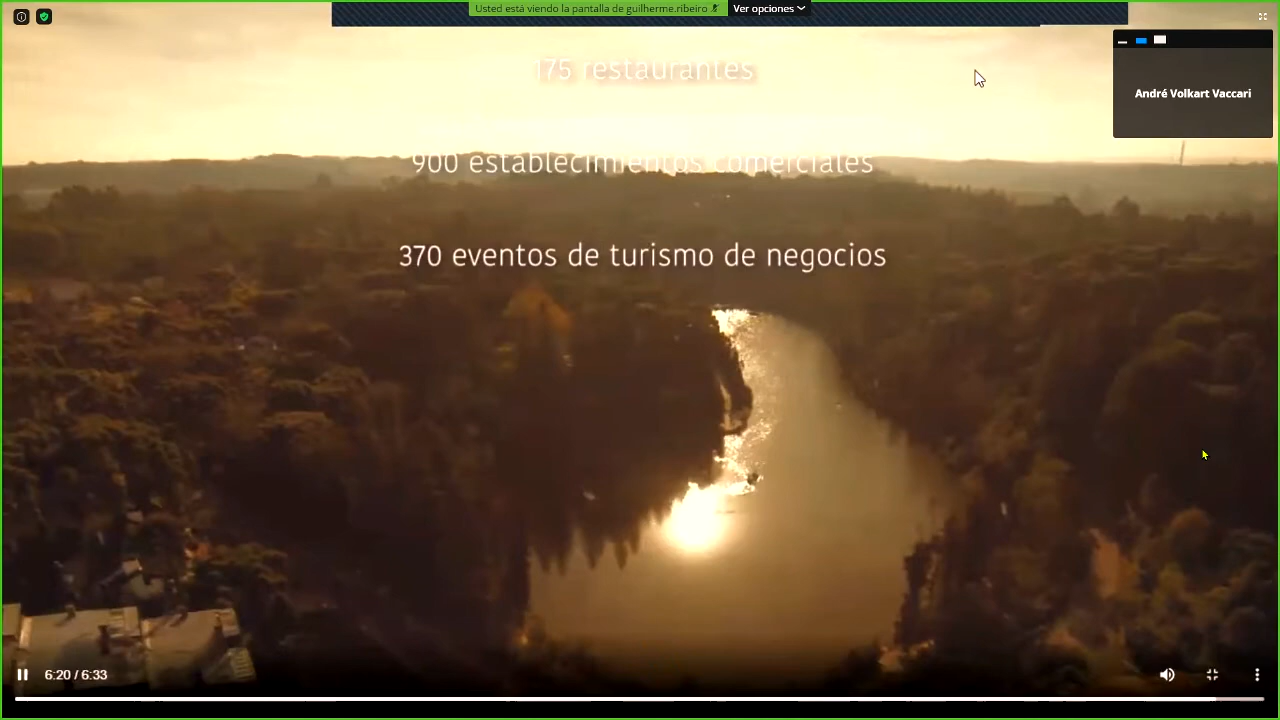 Usted está viendo la pantalla de guilherme.ribeiro
Ver opciones
175 restaurantes
André Volkart Vaccari
900 establecimientos comerciales
370 eventos de turismo de negocios
6:20 / 6:33